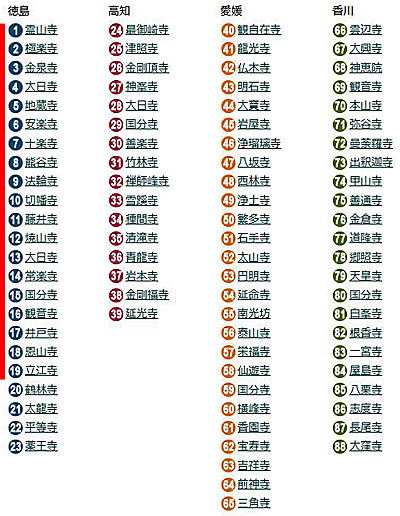 徳島
1 霊山寺
2 極楽寺
3 金泉寺
4 大日寺
5 地蔵寺
6 安楽寺
7 十楽寺
8 熊谷寺
9 法輪寺
10 切幡寺
11 藤井寺
12 焼山寺
13 大日寺
14 常楽寺
15 国分寺
16 観音寺
17 井戸寺
18 恩山寺
19 立江寺
20 鶴林寺
21 太龍寺
22 平等寺
23 薬王寺
高知
24 最御崎寺
25 津照寺
26 金剛頂寺
27 神峯寺
28 大日寺
29 国分寺
30 善楽寺
31 竹林寺
32 禅師峰寺
33 雪蹊寺
34 種間寺
35 清滝寺
36 青龍寺
37 岩本寺
38 金剛福寺
39 延光寺
愛媛
40 観自在寺
41 龍光寺
42 仏木寺
43 明石寺
44 大寶寺
45 岩屋寺
46 浄瑠璃寺
47 八坂寺
48 西林寺
49 浄土寺
50 繁多寺
51 石手寺
52 太山寺
53 円明寺
54 延命寺
55 南光坊
56 泰山寺
57 栄福寺
58 仙遊寺
59 国分寺
60 横峰寺
61 香園寺
62 宝寿寺
63 吉祥寺
64 前神寺
65 三角寺
香川
66 雲辺寺
67 大興寺
68 神恵院
69 観音寺
70 本山寺
71 弥谷寺
72 曼荼羅寺
73 出釈迦寺
74 甲山寺
75 善通寺
76 金倉寺
77 道隆寺
78 郷照寺
79 天皇寺
80 国分寺
81 白峯寺
82 根香寺
83 一宮寺
84 屋島寺
85 八栗寺
86 志度寺
87 長尾寺
88 大窪寺